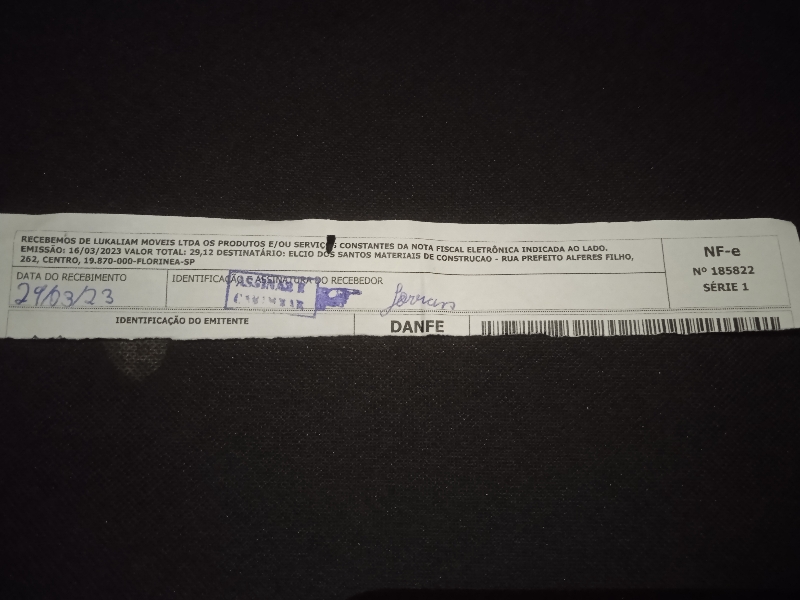 RECEBEMOS DE LUKALIAM MOVEIS LTDA OS PRODUTOS E/OU SERVIÇOS CONSTANTES DA NOTA FISCAL ELETRÔNICA INDICADA AO LADO.
EMISSÃO: 16/03/2023 VALOR TOTAL: 29,12 DESTINATÁRIO: ELCIO DOS SANTOS MATERIAIS DE CONSTRUCAO - RUA PREFEITO ALFERES FILHO,
262, CENTRO, 19.870-000-FLORINEA-SP
NF-e
Nº 185822
SÉRIE 1
DATA DO RECEBIMENTO
29/03/23
IDENTIFICAÇÃO E ASSINATURA DO RECEBEDOR
ASSINAR E
CARIMBAR
IDENTIFICAÇÃO DO EMITENTE
DANFE